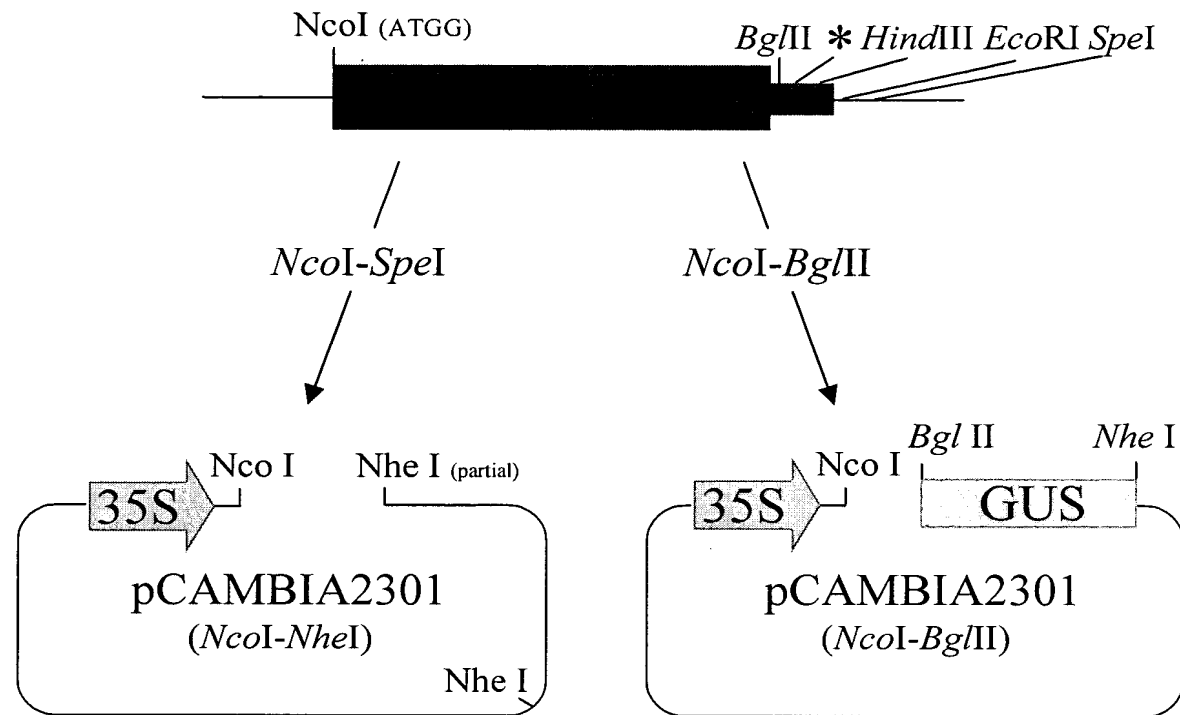 NcoI (ATGG)
BglII * HindIII EcoRI SpeI
NcoI-SpeI
NcoI-BglII
35S
Nco I
Nhe I (partial)
pCAMBIA2301
(NcoI-NheI)
Nhe I
35S
Nco I
Bgl II
Nhe I
GUS
pCAMBIA2301
(NcoI-BglII)